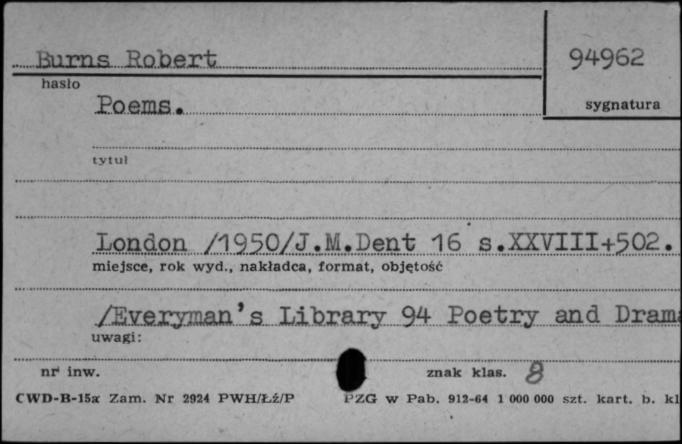 Burns Robert
94962
hasło
sygnatura
Poems.
tytuł
London /1950/J.M.Dent 16 s.XXVIII+502.
miejsce, rok wyd., nakładca, format, objętość
/Everyman's Library 94 Poetry and Drama
uwagi:
nr inw.
znak klas. 8
CWD-B-15a Zam. Nr 2924 PWH/Łź/P
PZG w Pab. 912-64 1 000 000 szt. kart. b. kl